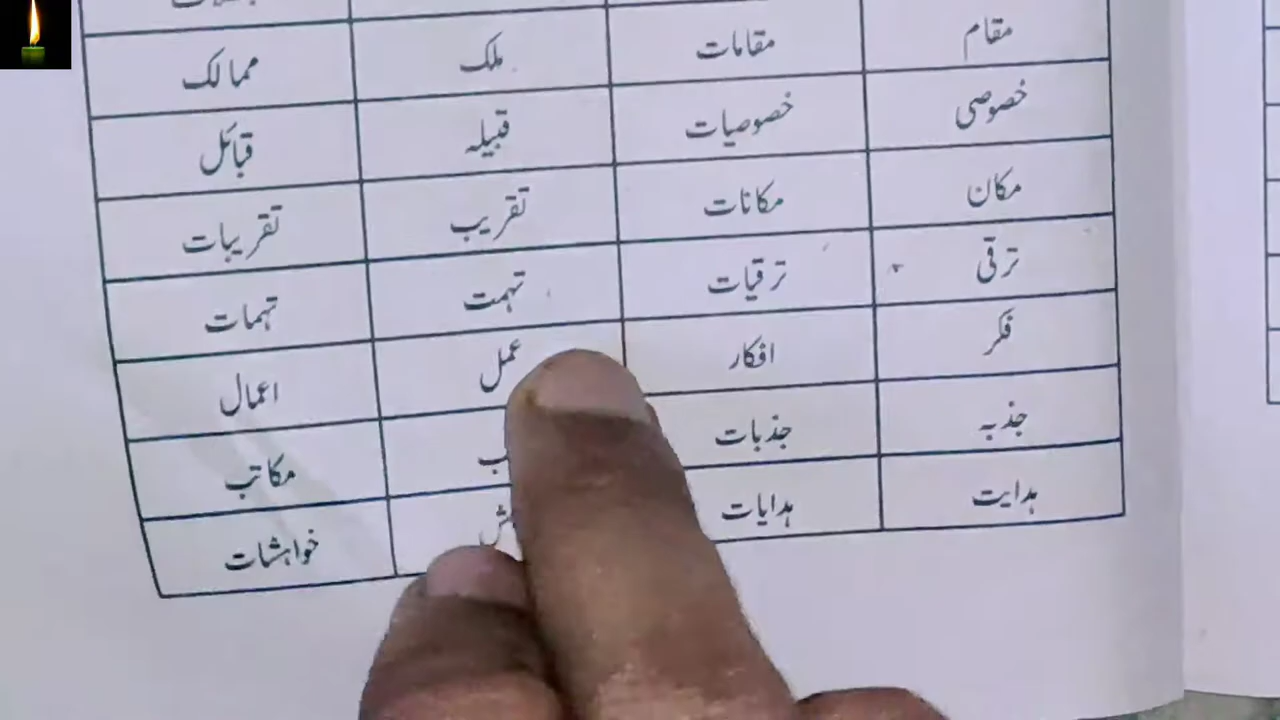 مقام مقامات ملک ممالک
خصوصی خصوصیات قبیلہ قبائل
مکان مکانات تقریب تقریبات
ترقی ترقیات تہمت تہمات
فکر افکار عمل اعمال
جذبہ جذبات مکاتب
ہدایت ہدایات خواہشات